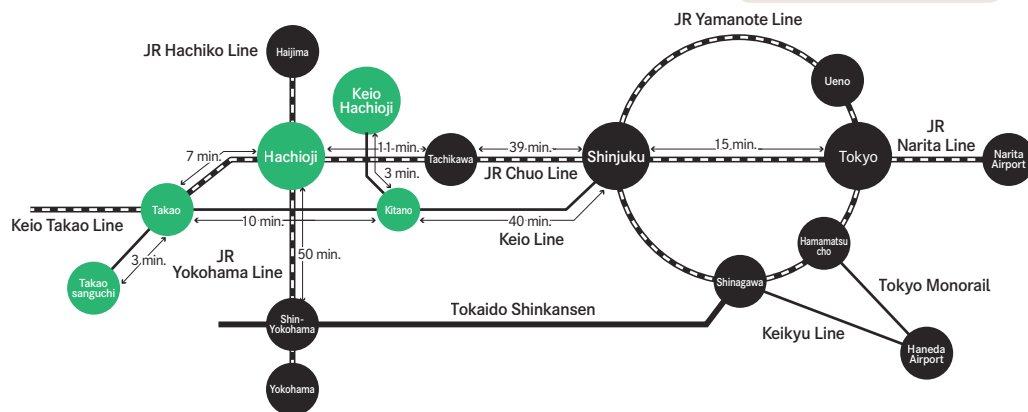 JR Yamanote Line
JR Hachiko Line
Haijima
Ueno
Keio
Hachioji
JR
Narita Line
7 min.
Hachioji
11 min.
Tachikawa
39 min.
Shinjuku
15 min.
Tokyo
Narita
Airport
3 min.
JR Chuo Line
Takao
Kitano
Keio Takao Line
10 min.
40 min.
Keio Line
Hamamatsu
cho
3 min.
JR
Yokohama Line
50 min.
Takao
sanguchi
Shinagawa
Tokyo Monorail
Tokaido Shinkansen
Shin-
Yokohama
Keikyu Line
Haneda
Airport
Yokohama